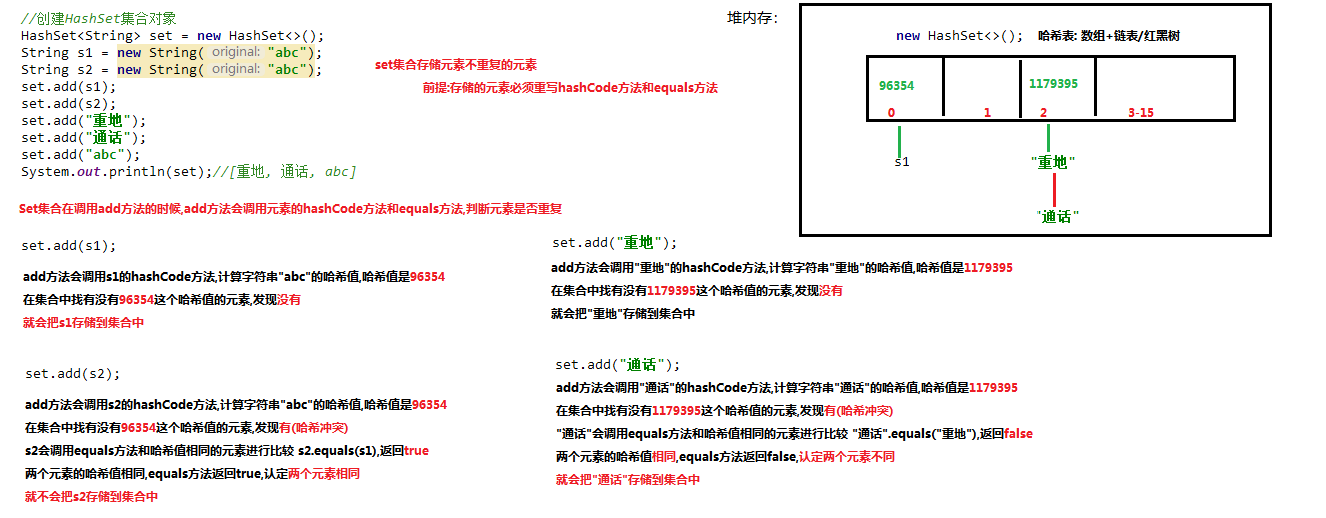 //创建HashSet集合对象
HashSet<String> set = new HashSet<>();
String s1 = new String( original: "abc");
String s2 = new String( original: "abc");
set.add(s1);
set.add(s2);
set.add("重地");
set.add("通话");
set.add("abc");
System.out.println(set);//[重地, 通话, abc]
set集合存储元素不重复的元素
前提:存储的元素必须重写hashCode方法和equals方法
堆内存:
new HashSet<>(); 哈希表: 数组+链表/红黑树
96354
1179395
0
1
2
3-15
s1
"重地"
"通话"
Set集合在调用add方法的时候,add方法会调用元素的hashCode方法和equals方法,判断元素是否重复
set.add(s1);
add方法会调用s1的hashCode方法,计算字符串"abc"的哈希值,哈希值是96354
在集合中找有没有96354这个哈希值的元素,发现没有
就会把s1存储到集合中
set.add(s2);
add方法会调用s2的hashCode方法,计算字符串"abc"的哈希值,哈希值是96354
在集合中找有没有96354这个哈希值的元素,发现有(哈希冲突)
s2会调用equals方法和哈希值相同的元素进行比较 s2.equals(s1),返回true
两个元素的哈希值相同,equals方法返回true,认定两个元素相同
就不会把s2存储到集合中
set.add("重地");
add方法会调用"重地"的hashCode方法,计算字符串"重地"的哈希值,哈希值是1179395
在集合中找有没有1179395这个哈希值的元素,发现没有
就会把"重地"存储到集合中
set.add("通话");
add方法会调用"通话"的hashCode方法,计算字符串"通话"的哈希值,哈希值是1179395
在集合中找有没有1179395这个哈希值的元素,发现有(哈希冲突)
"通话"会调用equals方法和哈希值相同的元素进行比较 "通话".equals("重地"),返回false
两个元素的哈希值相同,equals方法返回false,认定两个元素不同
就会把"通话"存储到集合中